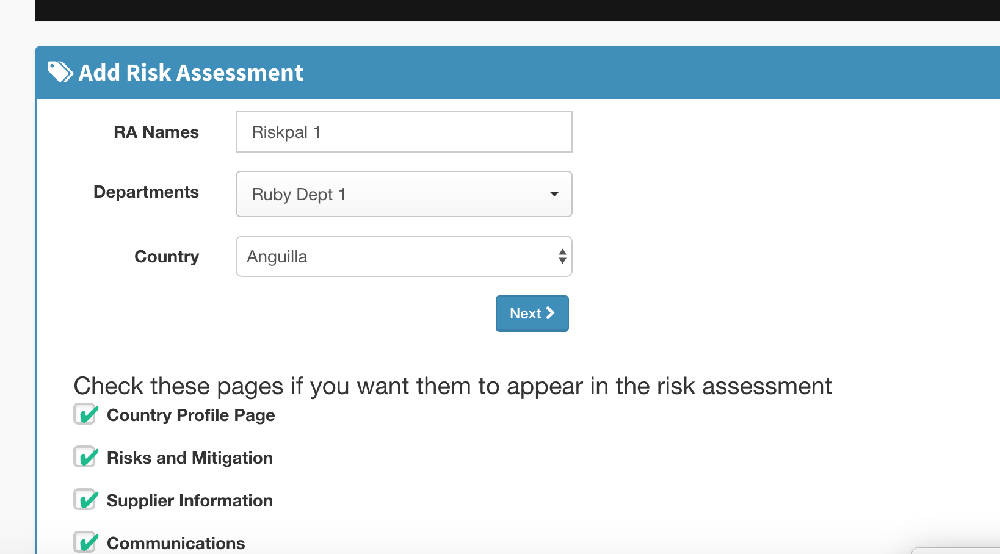 Add Risk Assessment
RA Names
Riskpal 1
Departments
Ruby Dept 1
Country
Anguilla
Next
Check these pages if you want them to appear in the risk assessment
Country Profile Page
Risks and Mitigation
Supplier Information
Communications